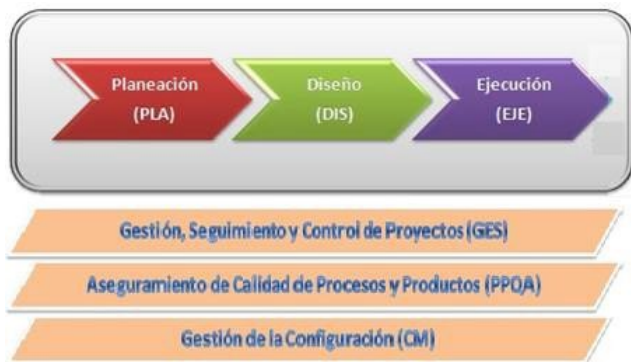 Planeación
(PLA)
Diseño
(DIS)
Ejecución
(EJE)
Gestión, Seguimiento y Control de Proyectos (GES)
Aseguramiento de Calidad de Procesos y Productos (PPQA)
Gestión de la Configuración (CM)